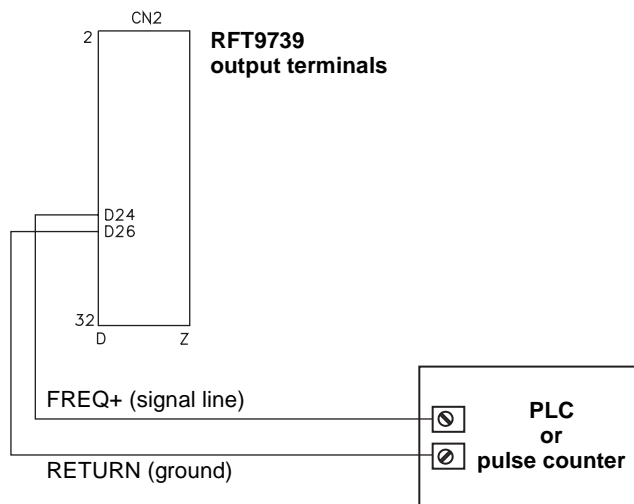 CN2
2
RFT9739
output terminals
D24
D26
32
D
Z
FREQ+ (signal line)
RETURN (ground)
PLC
or
pulse counter